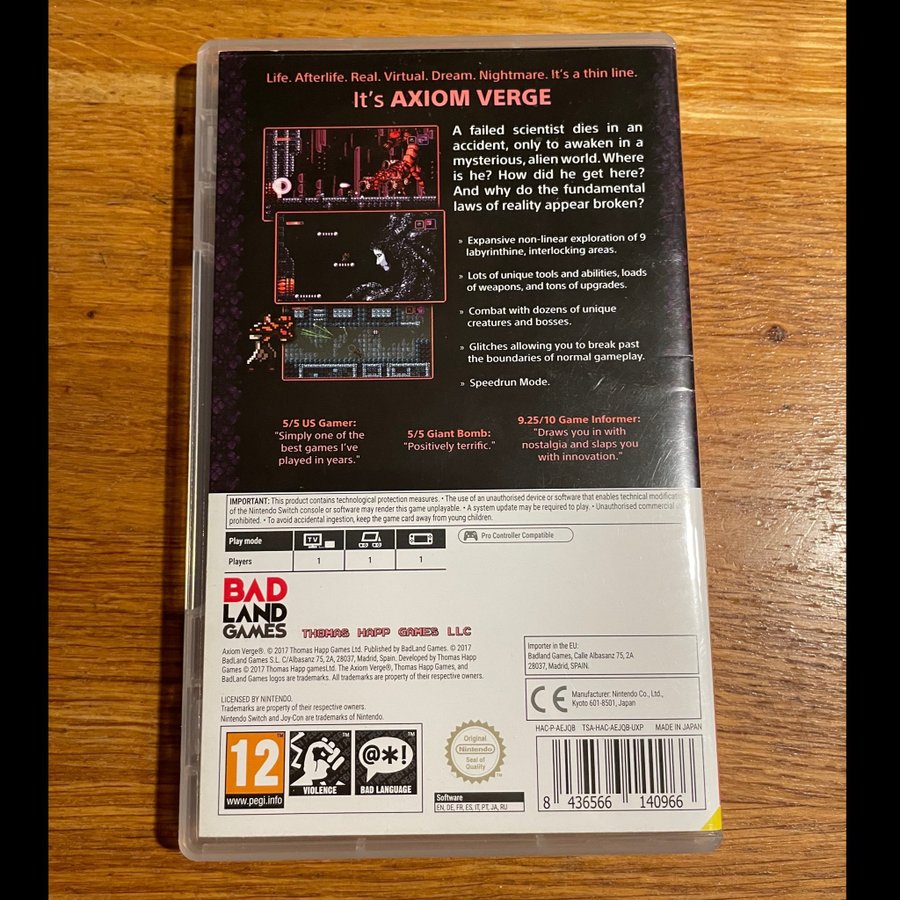 Life. Afterlife. Real. Virtual. Dream. Nightmare. It's a thin line.
It's AXIOM VERGE
A failed scientist dies in an
accident, only to awaken in a
mysterious, alien world. Where
is he? How did he get here?
And why do the fundamental
laws of reality appear broken?
» Expansive non-linear exploration of 9
labyrinthine, interlocking areas.
» Lots of unique tools and abilities, loads
of weapons, and tons of upgrades.
» Combat with dozens of unique
creatures and bosses.
» Glitches allowing you to break past
the boundaries of normal gameplay.
» Speedrun Mode.
5/5 US Gamer:
"Simply one of the
best games I've
played in years."
5/5 Giant Bomb:
"Positively terrific."
9.25/10 Game Informer:
"Draws you in with
nostalgia and slaps you
with innovation."
IMPORTANT: This product contains technological protection measures. • The use of an unauthorised device or software that enables technical
of the Nintendo Switch console or software may render this game unplayable. • A system update may be required to play. • Unauthorised commercial
prohibited. • To avoid accidental ingestion, keep the game card away from young children.
Play mode TV
Players 1 1 1
Pro Controller Compatible
BAD
LAND
GAMES
THOMAS HAPP GAMES LLC
Axiom Verge®. © 2017 Thomas Happ Games Ltd. Published by BadLand Games. © 2017
BadLand Games S.L. C/Albasanz 75, 2A, 28037, Madrid, Spain. Developed by Thomas Happ
Games © 2017 Thomas Happ gamesLtd. The Axiom Verge®, Thomas Happ Games, and
BadLand Games logos are trademarks. All trademarks are property of their respective owners.
LICENSED BY NINTENDO.
Trademarks are property of their respective owners.
Nintendo Switch and Joy-Con are trademarks of Nintendo.
Importer in the EU:
Badland Games, Calle Albasanz 75, 2A
28037, Madrid, SPAIN.
CE
Manufacturer: Nintendo Co., Ltd.,
Kyoto 601-8501, Japan
HAC-P-AEJQB TSA-HAC-AEJQB-UXP MADE IN JAPAN
12
www.pegi.info
VIOLENCE
@*!
BAD LANGUAGE
Original
Nintendo
Seal of
Quality
TM
Software
EN, DE, FR, ES, IT, PT, JA, RU
8 436566 140966